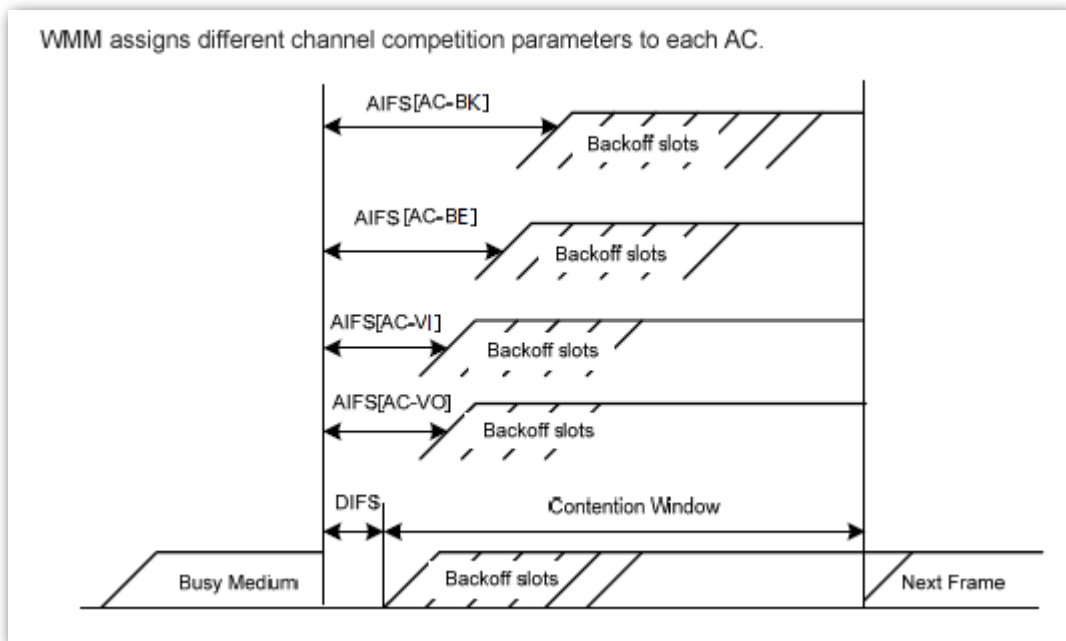 WMM assigns different channel competition parameters to each AC.
AIFS[AC-BK]
Backoff slots
AIFS[AC-BE]
Backoff slots
AIFS[AC-VI]
Backoff slots
AIFS[AC-VO]
Backoff slots
DIFS
Contention Window
Busy Medium
Backoff slots
Next Frame